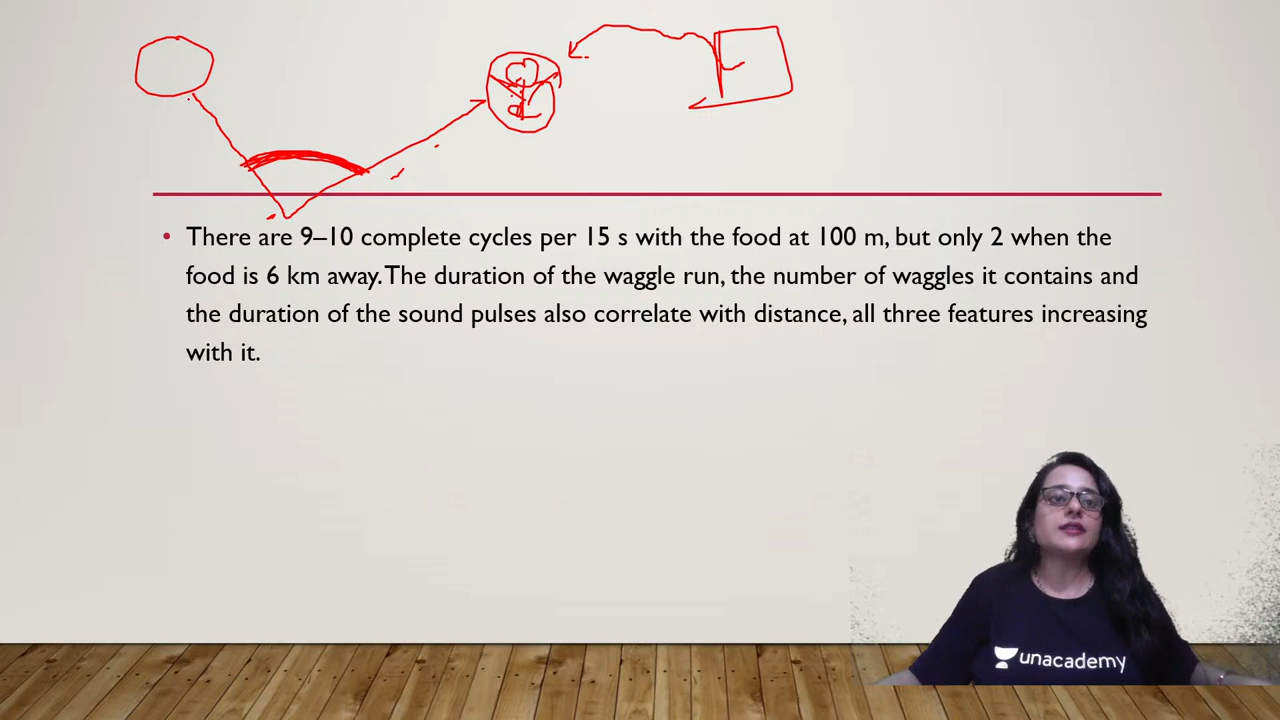 • There are 9–10 complete cycles per 15 s with the food at 100 m, but only 2 when the
food is 6 km away. The duration of the waggle run, the number of waggles it contains and
the duration of the sound pulses also correlate with distance, all three features increasing
with it.
unacademy